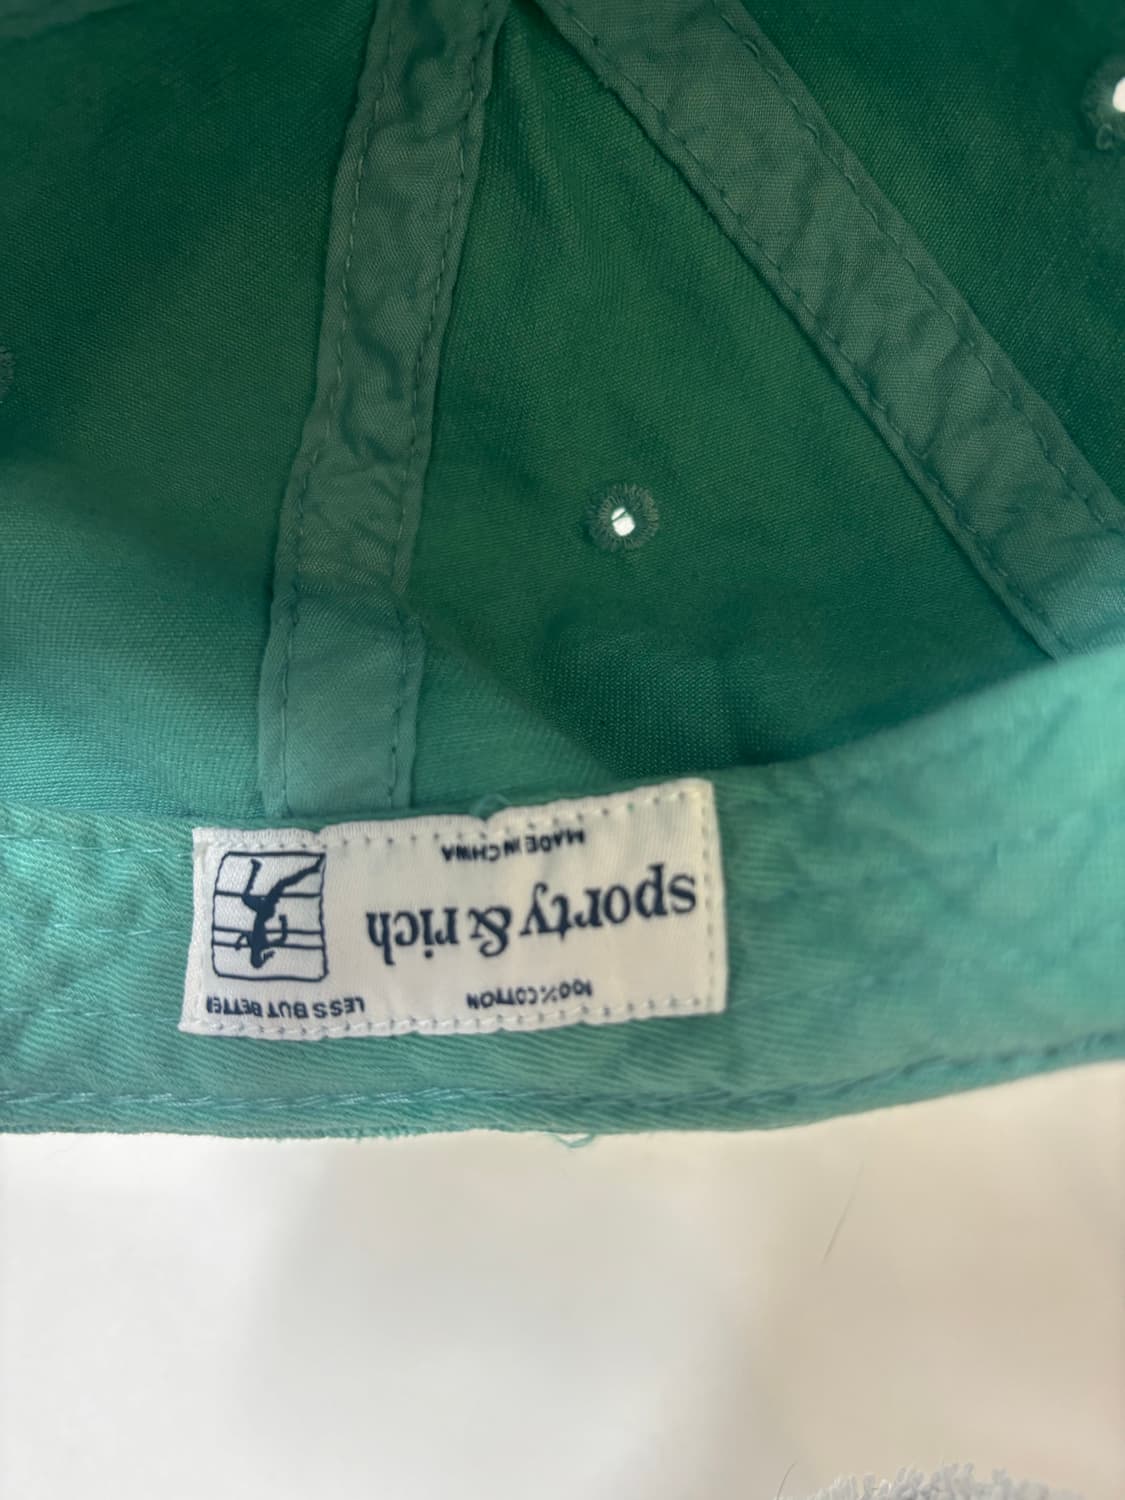 LESS BUT BETTER
100% COTTON
sporty & rich
MADE IN CHINA